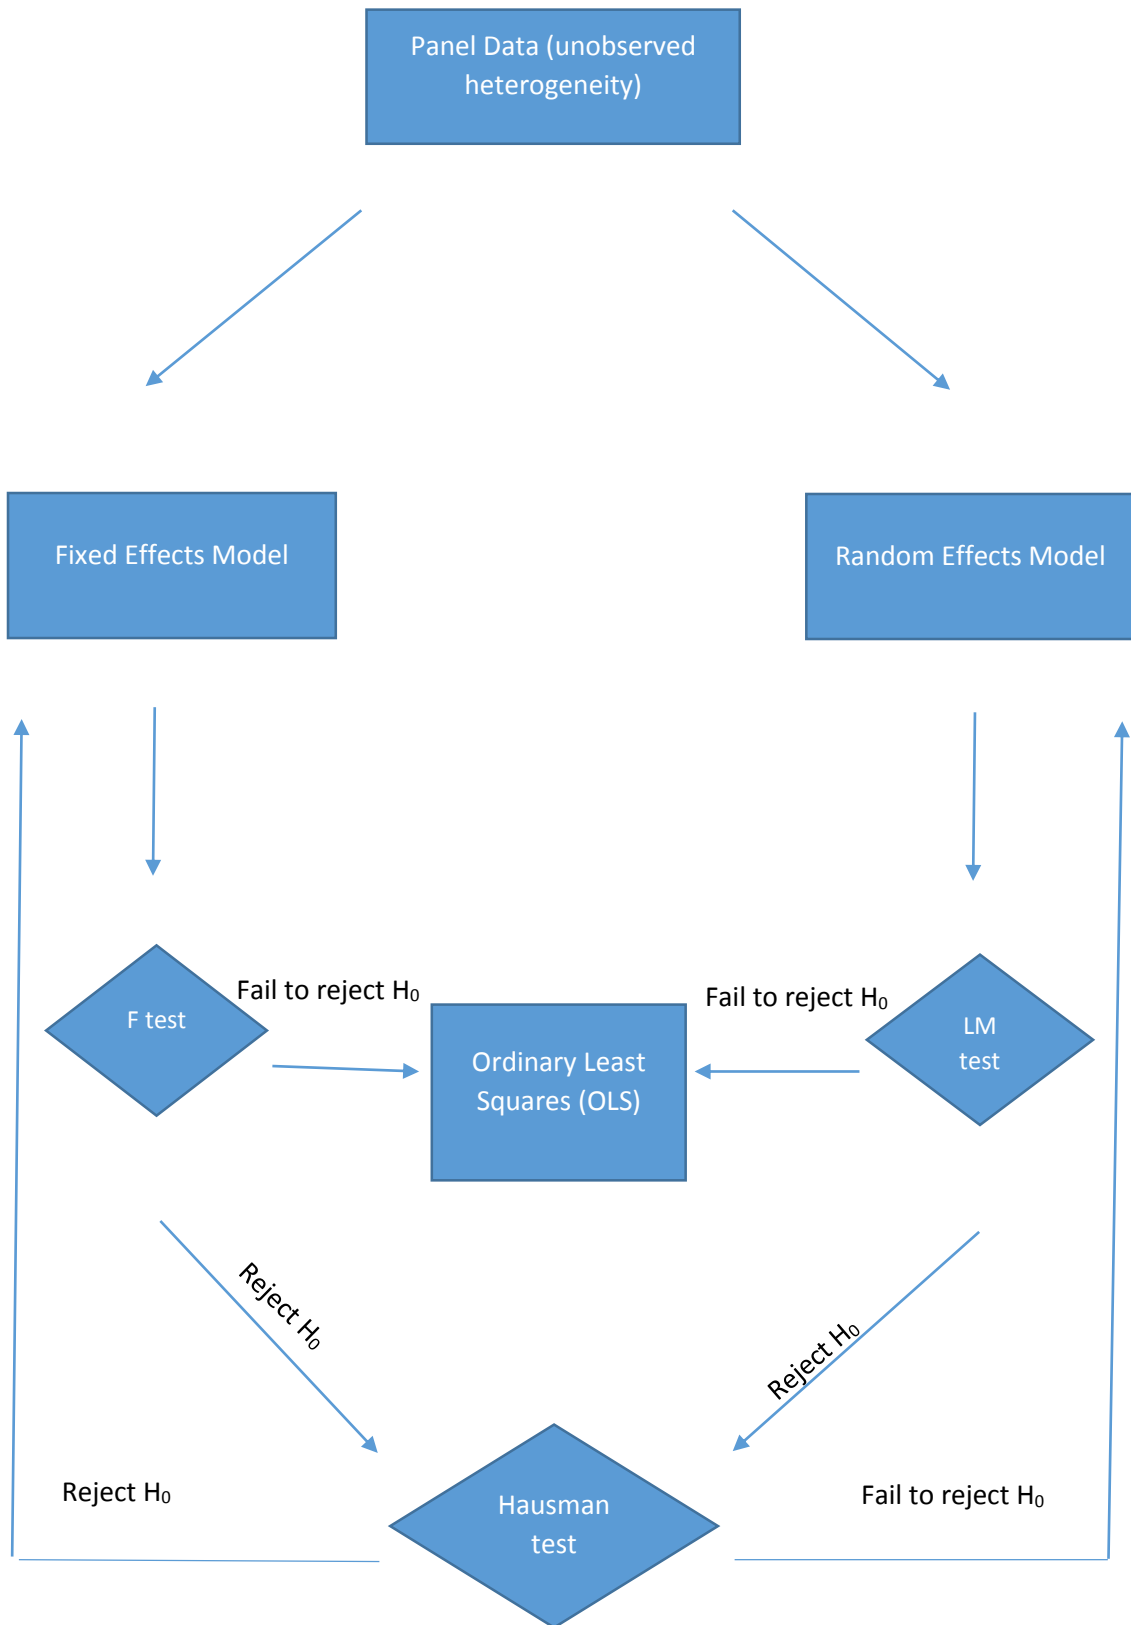 Panel Data (unobserved
heterogeneity)
Fixed Effects Model
Random Effects Model
F test
Fail to reject H₀
Ordinary Least
Squares (OLS)
Fail to reject H₀
LM
test
Reject H₀
Reject H₀
Reject H₀
Hausman
test
Fail to reject H₀